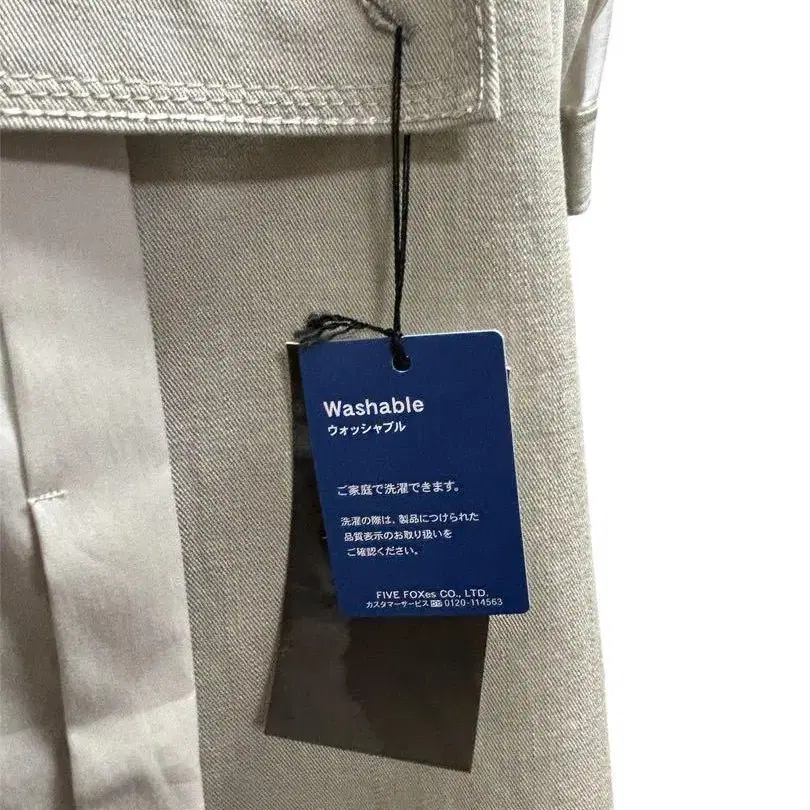 Washable
ウォッシャブル
ご家庭で洗濯できます。
洗濯の際は、製品につけられた
品質表示のお取り扱いを
ご確認ください。
FIVE FOXes CO., LTD.
カスタマーサービス 0120-114563